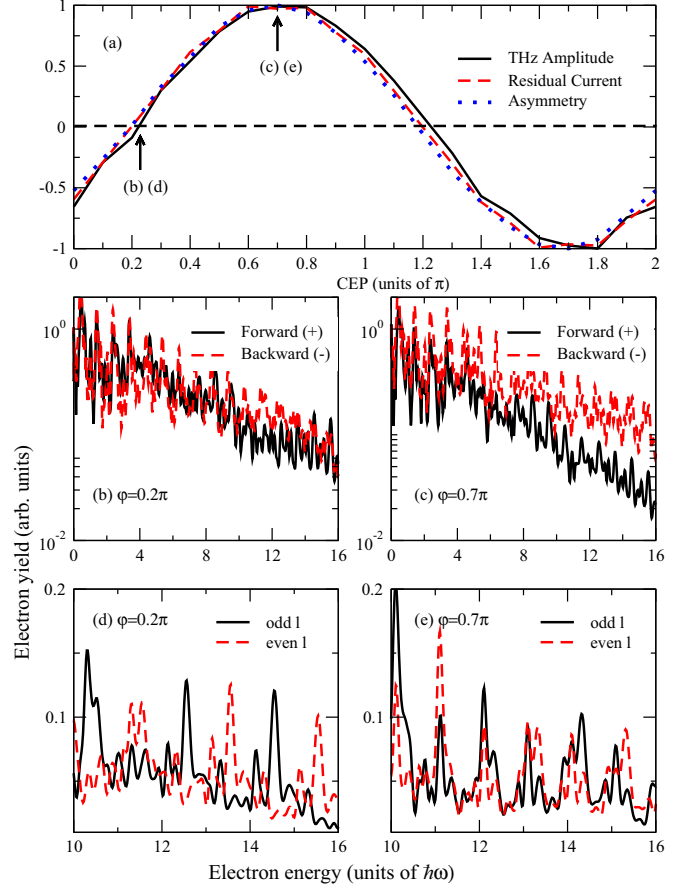 1
(a)
THz Amplitude
0.5
(c) (e)
Residual Current
Asymmetry
0
(b) (d)
-0.5
-1
0 0.2 0.4 0.6 0.8 1 1.2 1.4 1.6 1.8 2
CEP (units of π)
10^0
Forward (+)
Backward (-)
Forward (+)
Backward (-)
(b) φ=0.2π
(c) φ=0.7π
10^-2
0 4 8 12 16
10^-2
0 4 8 12 16
10^0
Electron yield (arb. units)
0.2
(d) φ=0.2π
odd l
even l
0.2
(e) φ=0.7π
odd l
even l
0.1
0.1
10 12 14 16
10 12 14 16
Electron energy (units of ℏω)